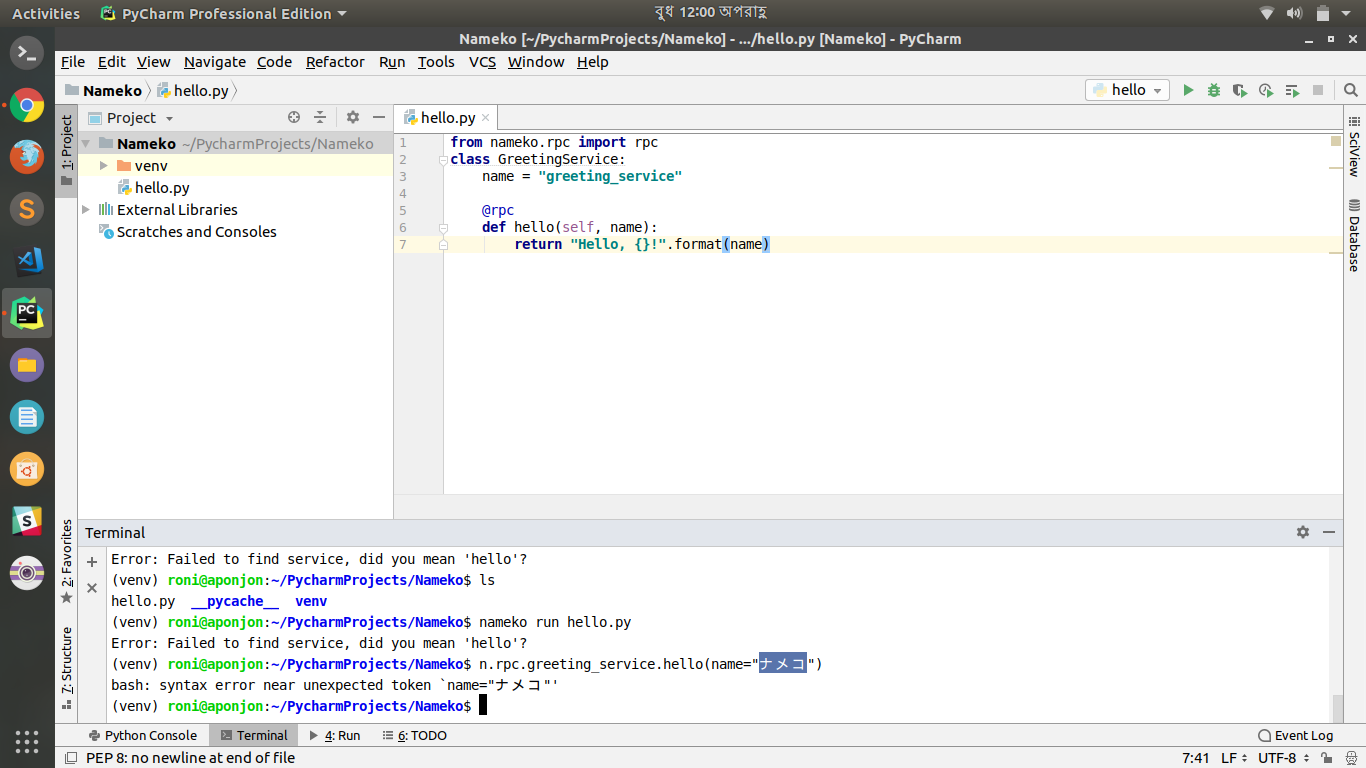 Activities PyCharm Professional Edition বুধ 12:00 অপরাহ্ণ
Nameko [~/PycharmProjects/Nameko] - .../hello.py [Nameko] - PyCharm
File Edit View Navigate Code Refactor Run Tools VCS Window Help
Nameko hello.py hello
1: Project
Project
hello.py
Nameko ~/PycharmProjects/Nameko
venv
hello.py
External Libraries
Scratches and Consoles
1 from nameko.rpc import rpc
2 class GreetingService:
3 name = "greeting_service"
4
5 @rpc
6 def hello(self, name):
7 return "Hello, {}!".format(name)
SciView
Database
2: Favorites
7: Structure
Terminal
Error: Failed to find service, did you mean 'hello'?
(venv) roni@aponjon:~/PycharmProjects/Nameko$ ls
hello.py __pycache__ venv
(venv) roni@aponjon:~/PycharmProjects/Nameko$ nameko run hello.py
Error: Failed to find service, did you mean 'hello'?
(venv) roni@aponjon:~/PycharmProjects/Nameko$ n.rpc.greeting_service.hello(name="ナメコ")
bash: syntax error near unexpected token `name="ナメコ"'
(venv) roni@aponjon:~/PycharmProjects/Nameko$
Python Console Terminal 4: Run 6: TODO Event Log
PEP 8: no newline at end of file 7:41 LF UTF-8